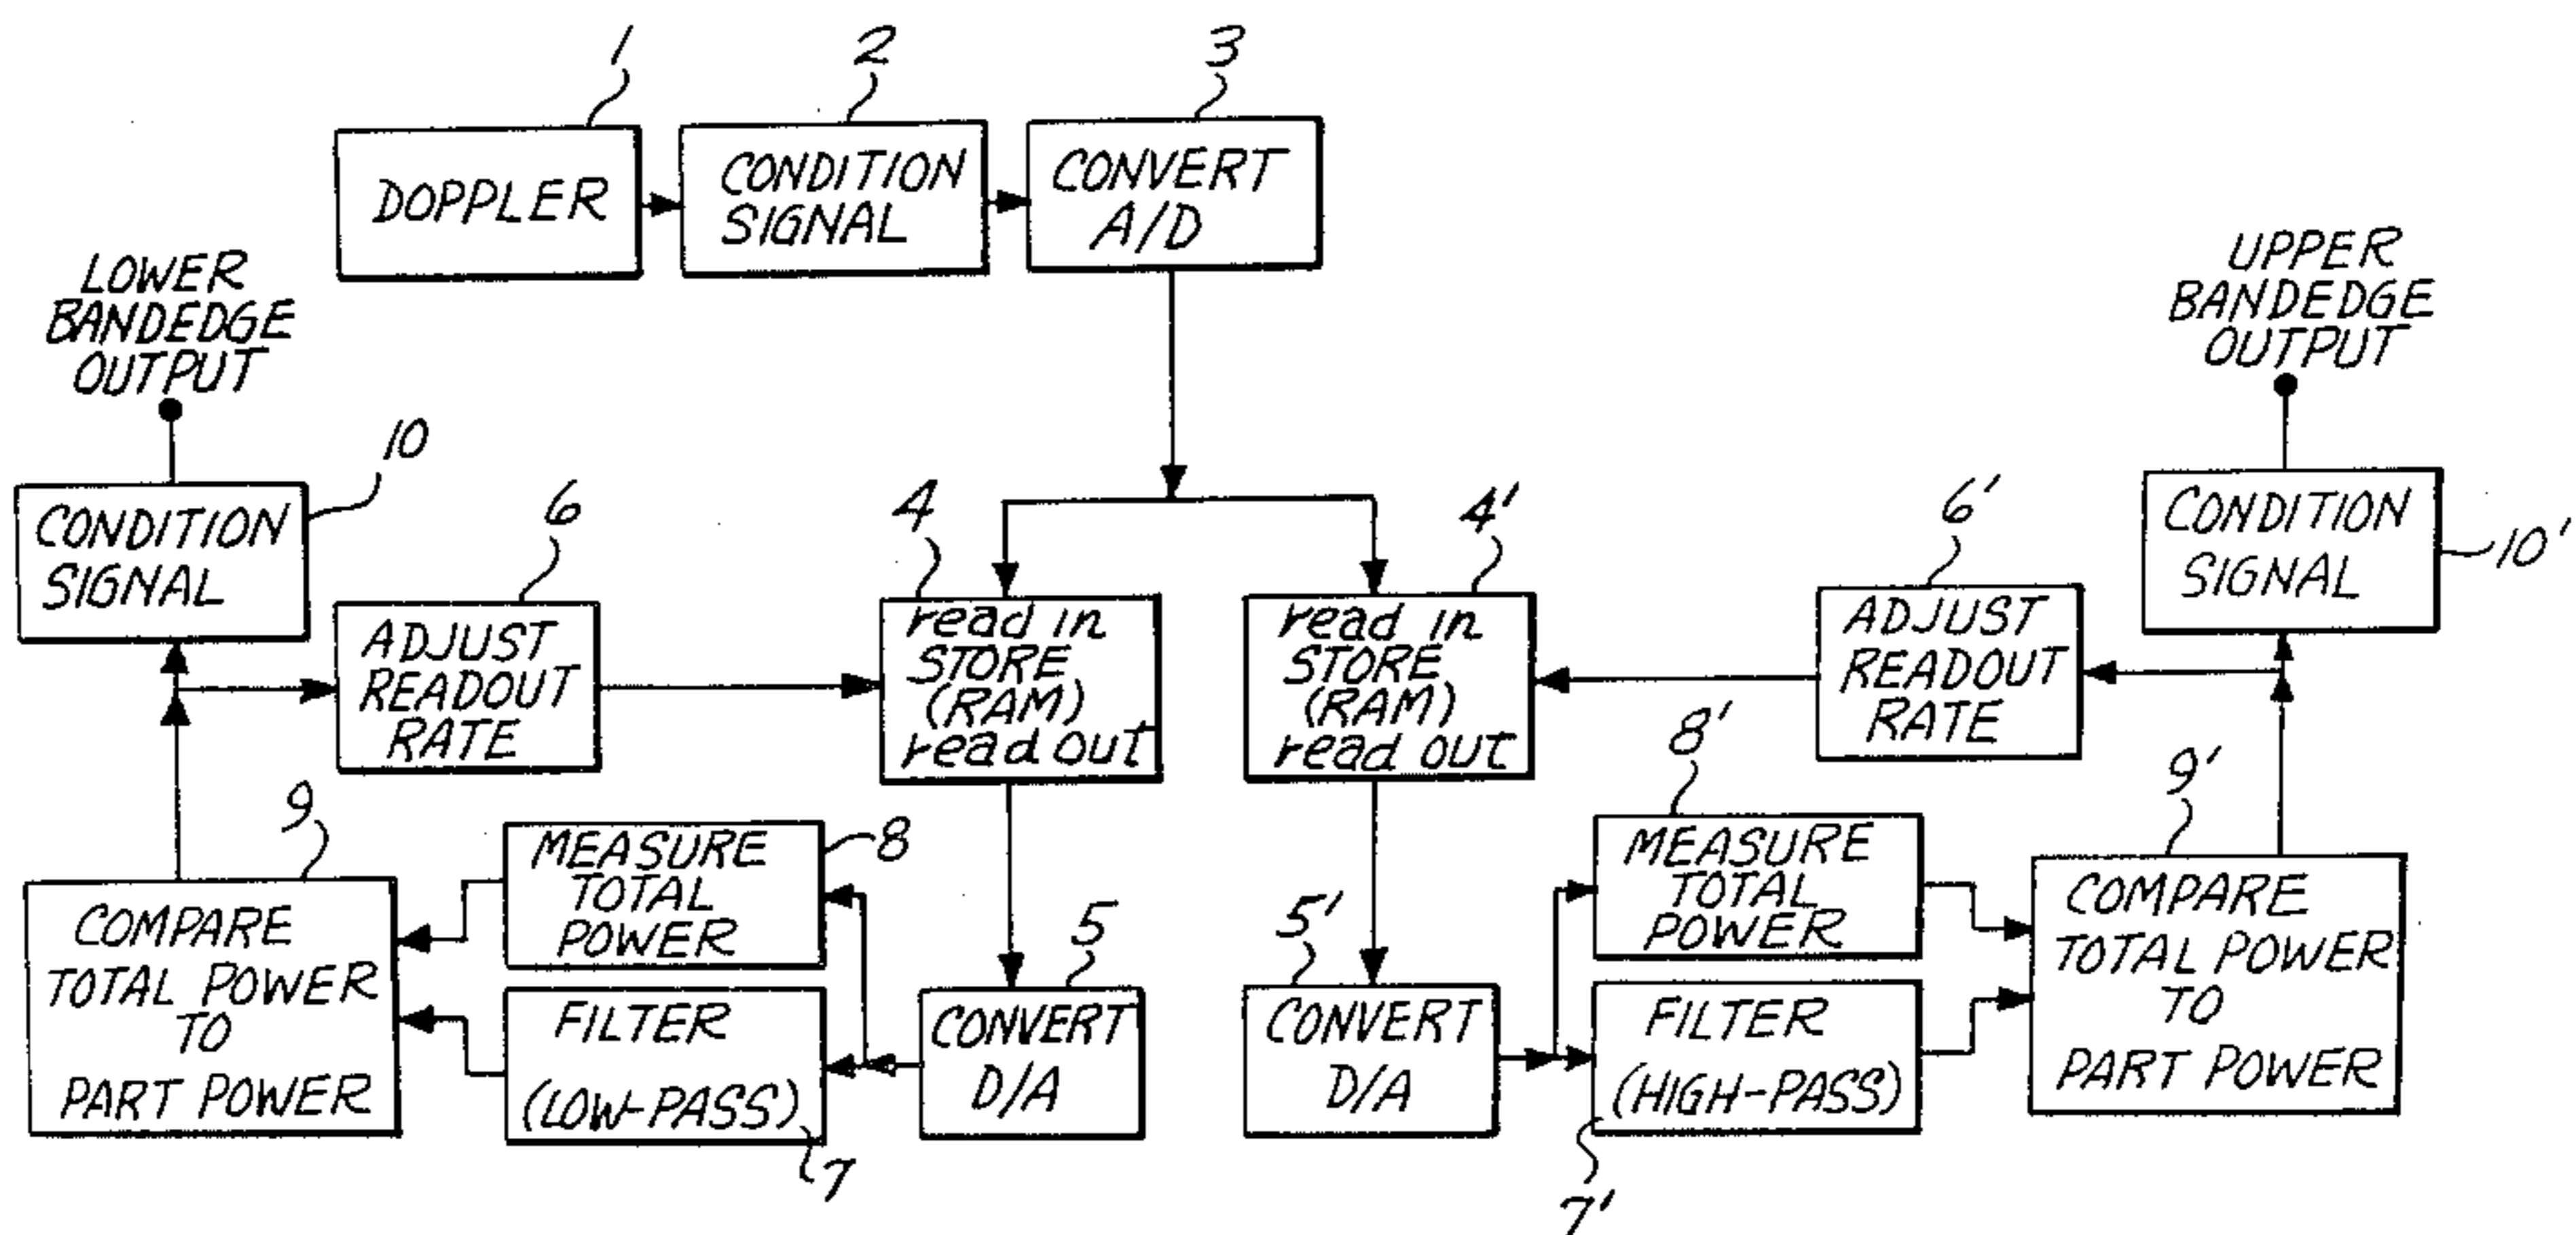 1
2
3
DOPPLER
CONDITION
SIGNAL
CONVERT
A/D
LOWER
BANDEDGE
OUTPUT
UPPER
BANDEDGE
OUTPUT
10
CONDITION
SIGNAL
6
ADJUST
READOUT
RATE
4
read in
STORE
(RAM)
read out
4'
read in
STORE
(RAM)
read out
6'
ADJUST
READOUT
RATE
CONDITION
SIGNAL
10'
9
COMPARE
TOTAL POWER
TO
PART POWER
MEASURE
TOTAL
POWER
8
FILTER
(LOW-PASS)
7
5
CONVERT
D/A
5'
CONVERT
D/A
8'
MEASURE
TOTAL
POWER
FILTER
(HIGH-PASS)
7'
9'
COMPARE
TOTAL POWER
TO
PART POWER